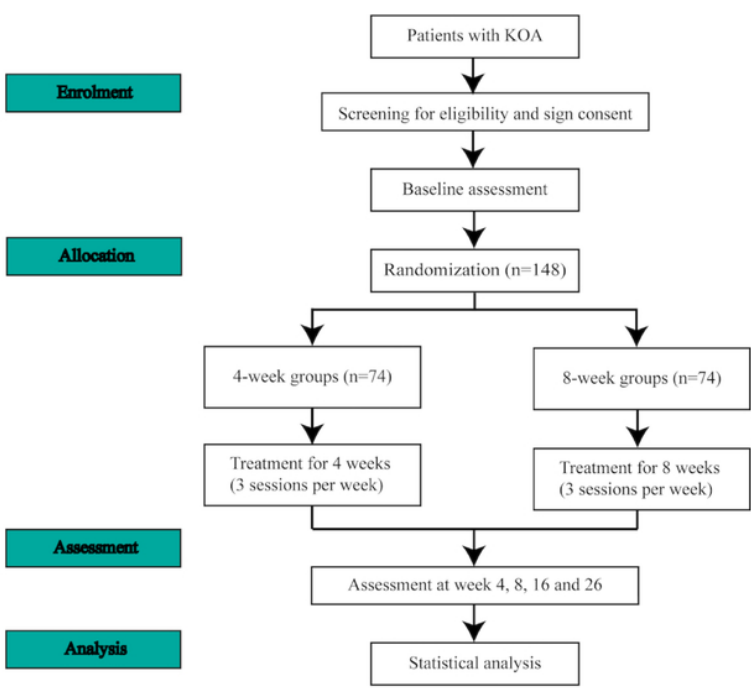 Patients with KOA
Enrolment
Screening for eligibility and sign consent
Baseline assessment
Allocation
Randomization (n=148)
4-week groups (n=74)
8-week groups (n=74)
Treatment for 4 weeks
(3 sessions per week)
Treatment for 8 weeks
(3 sessions per week)
Assessment
Assessment at week 4, 8, 16 and 26
Analysis
Statistical analysis